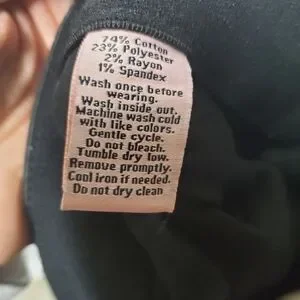 74% Cotton
23% Polyester
2% Rayon
1% Spandex
Wash once before
wearing.
Wash inside out.
Machine wash cold
with like colors.
Gentle cycle.
Do not bleach.
Tumble dry low.
Remove promptly.
Cool iron if needed.
Do not dry clean